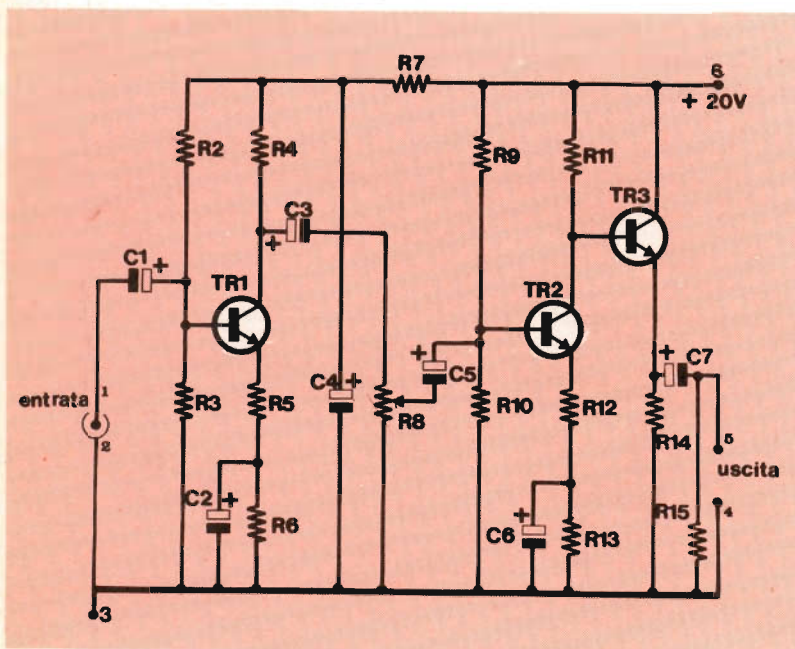 R7
6
+ 20V
R2
R4
R9
R11
TR3
C3
+
C1
+
TR1
TR2
+
C7
+
C4
+
C5
entrata
1
2
R3
R5
R8
R10
R12
R14
5
uscita
4
C2
+
R6
+
C6
R13
R15
3